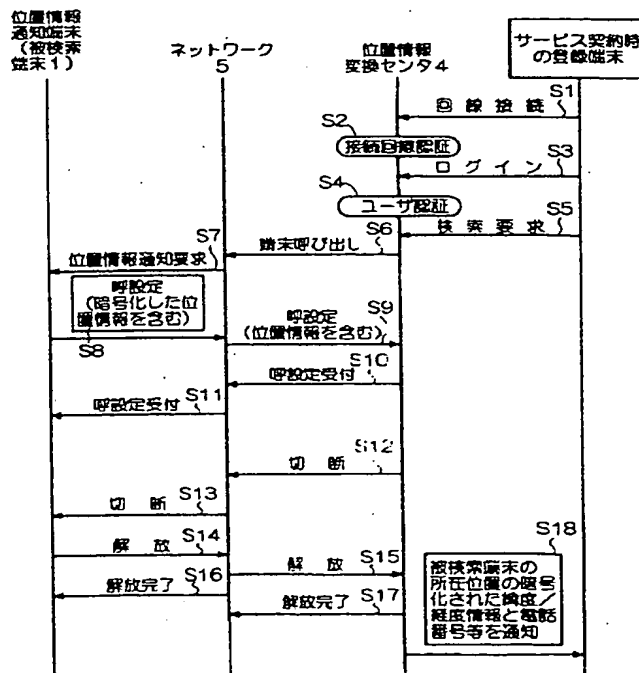 位置情報
通知端末
(被検索
端末1)
ネットワーク
5
位置情報
変換センタ4
サービス契約時
の登録端末
S1
回線接続
S2
接続回線認証
S3
ログイン
S4
ユーザ認証
S5
検索要求
S6
端末呼び出し
S7
位置情報通知要求
呼設定
(暗号化した位
置情報を含む)
S8
S9
呼設定
(位置情報を含む)
S10
呼設定受付
S11
呼設定受付
S12
切断
S13
切断
S14
解放
S15
解放
S16
解放完了
S17
解放完了
S18
被検索端末の
所在位置の暗号
化された緯度/
経度情報と電話
番号等を通知